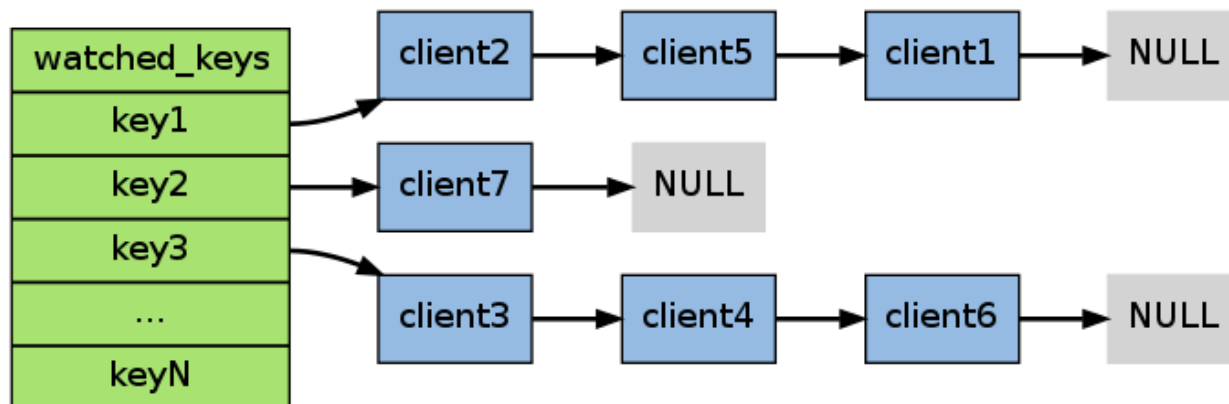 watched_keys
key1
key2
key3
...
keyN
client2 client5 client1 NULL
client7 NULL
client3 client4 client6 NULL